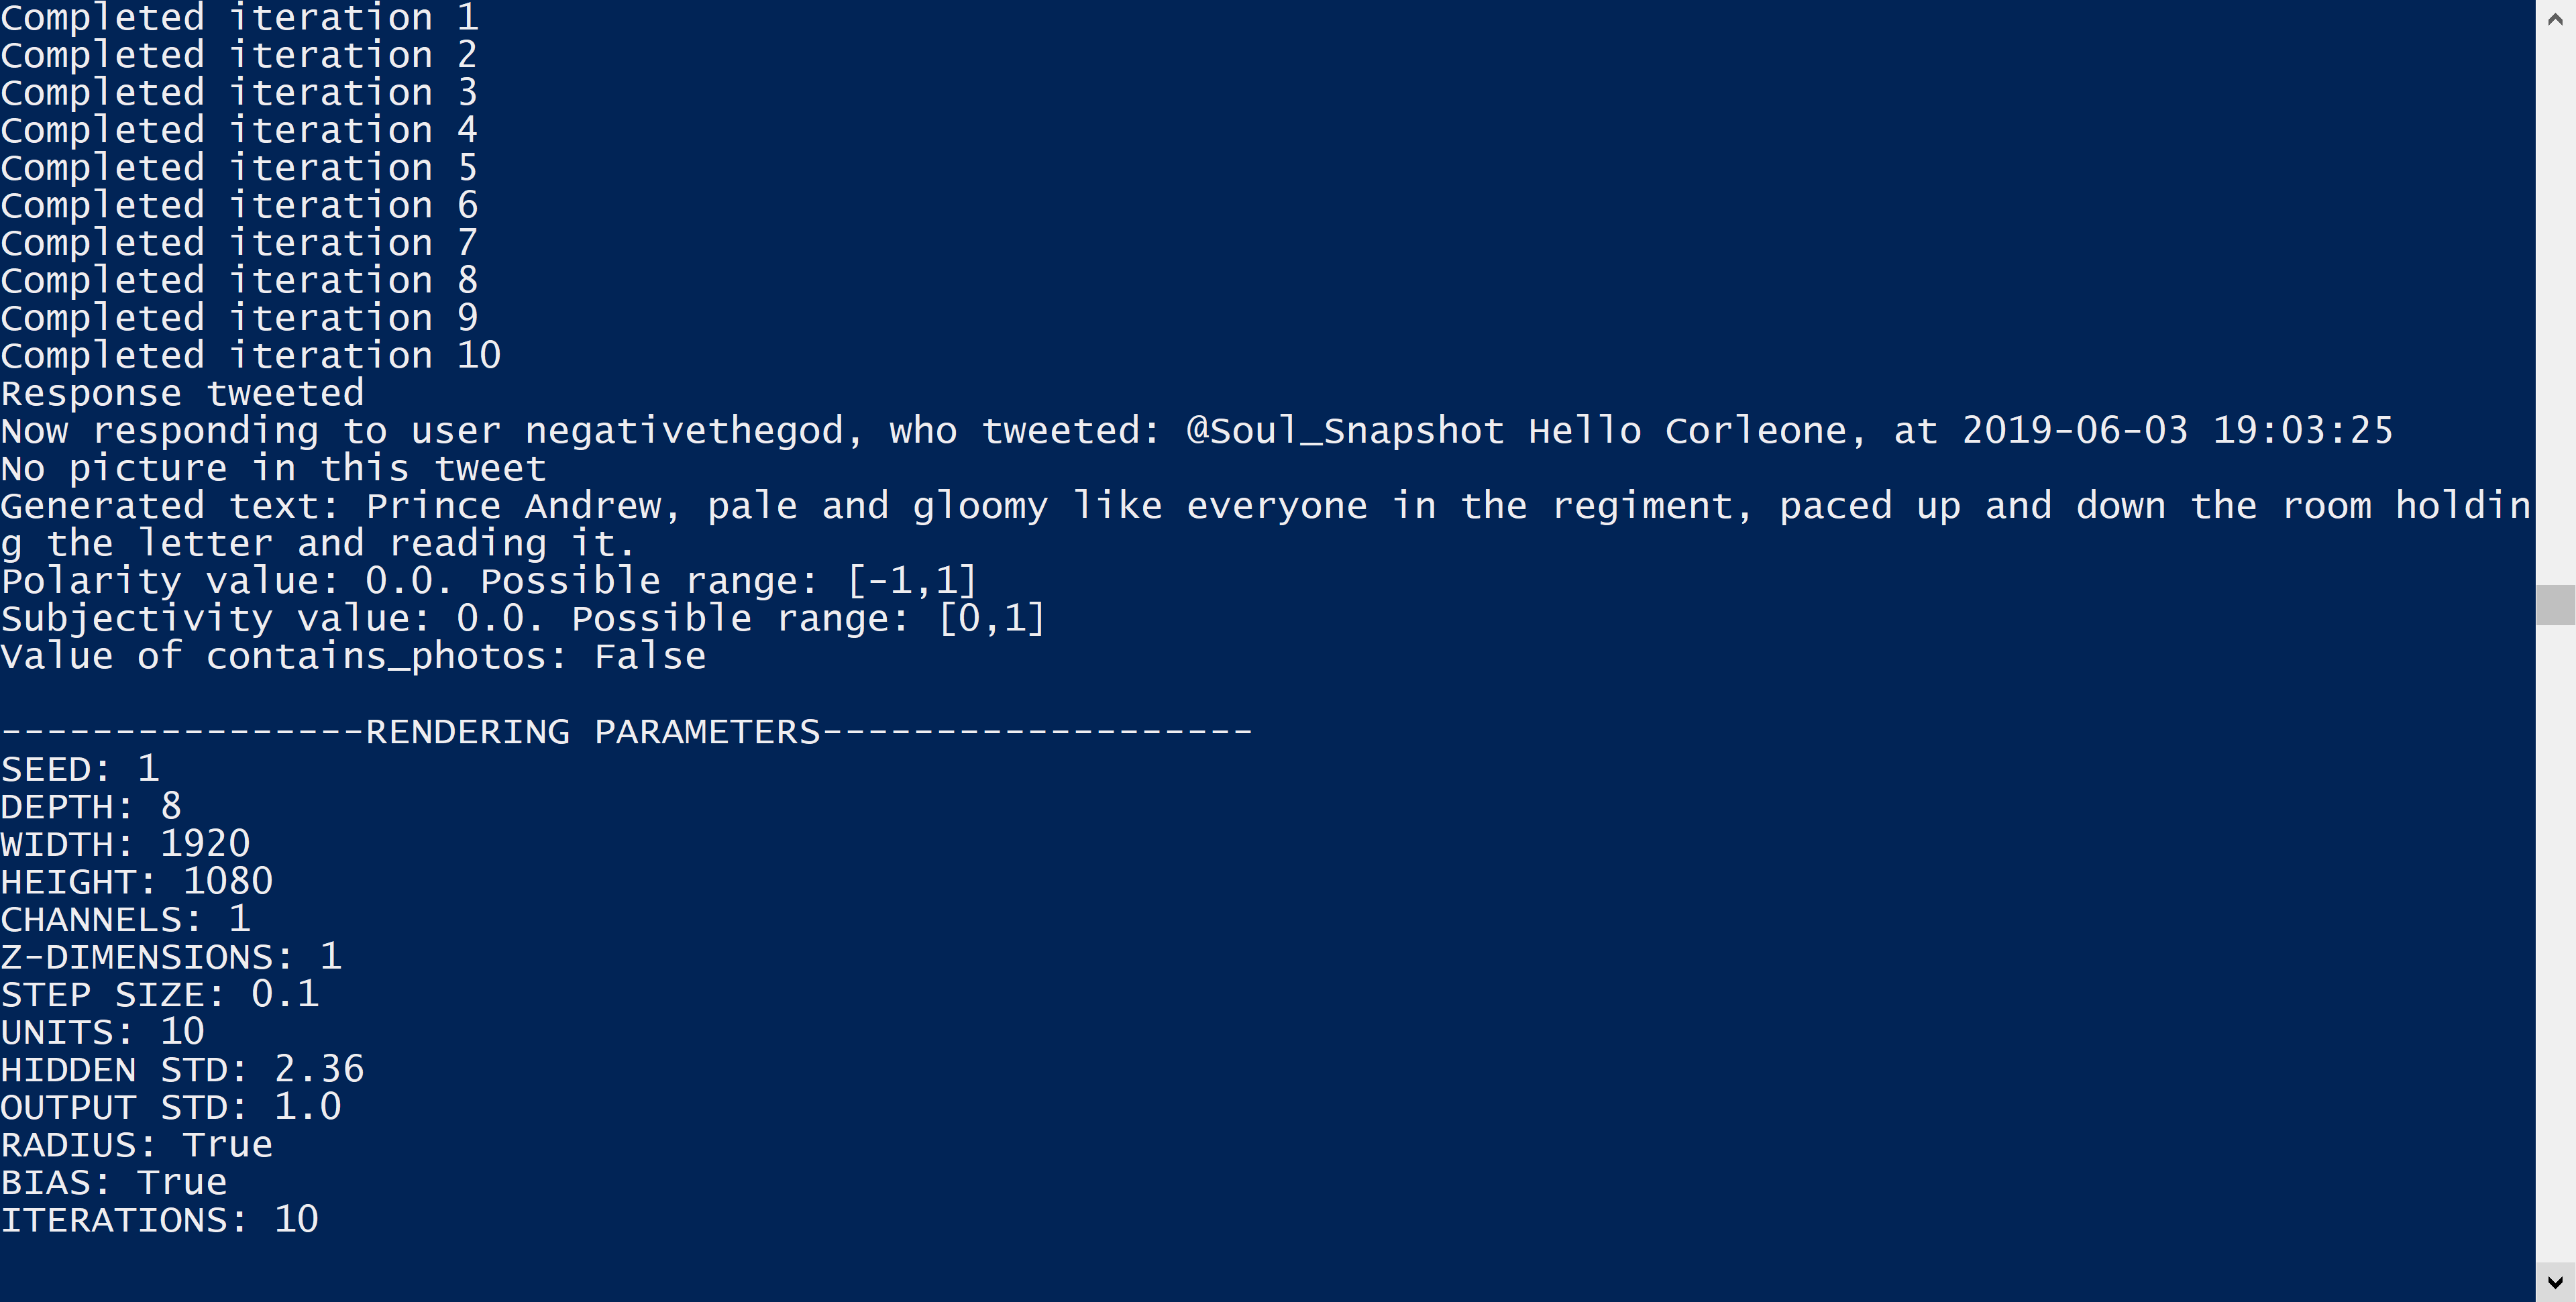 Completed iteration 1
Completed iteration 2
Completed iteration 3
Completed iteration 4
Completed iteration 5
Completed iteration 6
Completed iteration 7
Completed iteration 8
Completed iteration 9
Completed iteration 10
Response tweeted
Now responding to user negativethegod, who tweeted: @Soul_Snapshot Hello Corleone, at 2019-06-03 19:03:25
No picture in this tweet
Generated text: Prince Andrew, pale and gloomy like everyone in the regiment, paced up and down the room holdin
g the letter and reading it.
Polarity value: 0.0. Possible range: [-1,1]
Subjectivity value: 0.0. Possible range: [0,1]
Value of contains_photos: False
----------------RENDERING PARAMETERS-------------------
SEED: 1
DEPTH: 8
WIDTH: 1920
HEIGHT: 1080
CHANNELS: 1
Z-DIMENSIONS: 1
STEP SIZE: 0.1
UNITS: 10
HIDDEN STD: 2.36
OUTPUT STD: 1.0
RADIUS: True
BIAS: True
ITERATIONS: 10